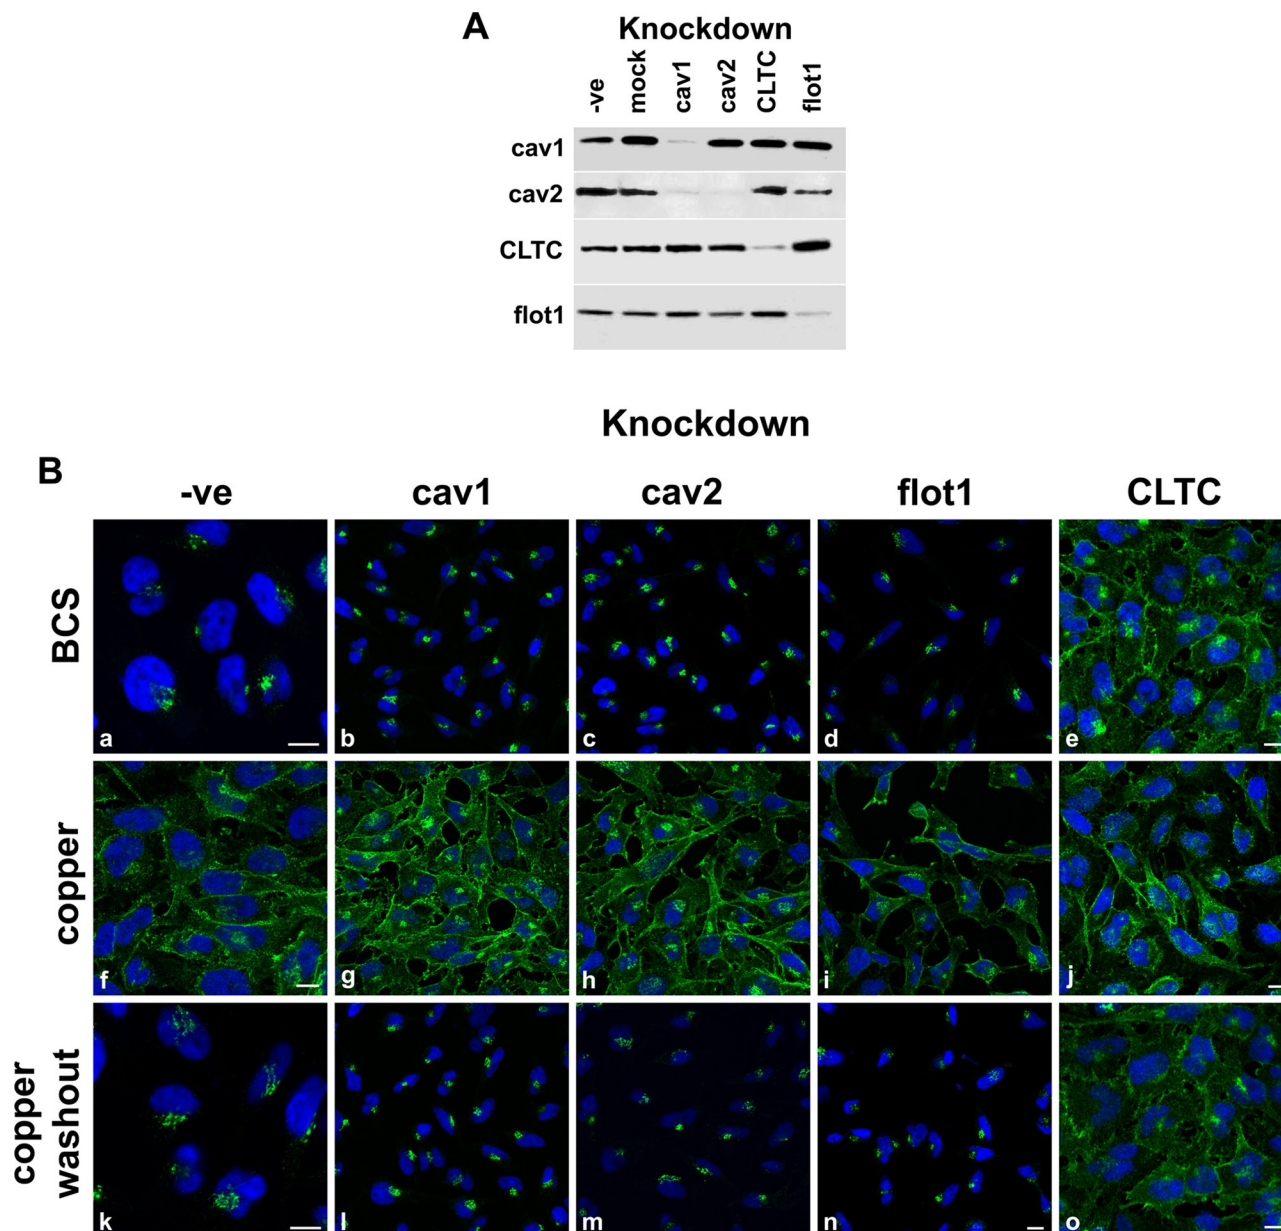 A
Knockdown
-ve mock cav1 cav2 CLTC flot1
cav1
cav2
CLTC
flot1
Knockdown
B
-ve cav1 cav2 flot1 CLTC
BCS
a b c d e
copper
f g h i j
copper
washout
k l m n o